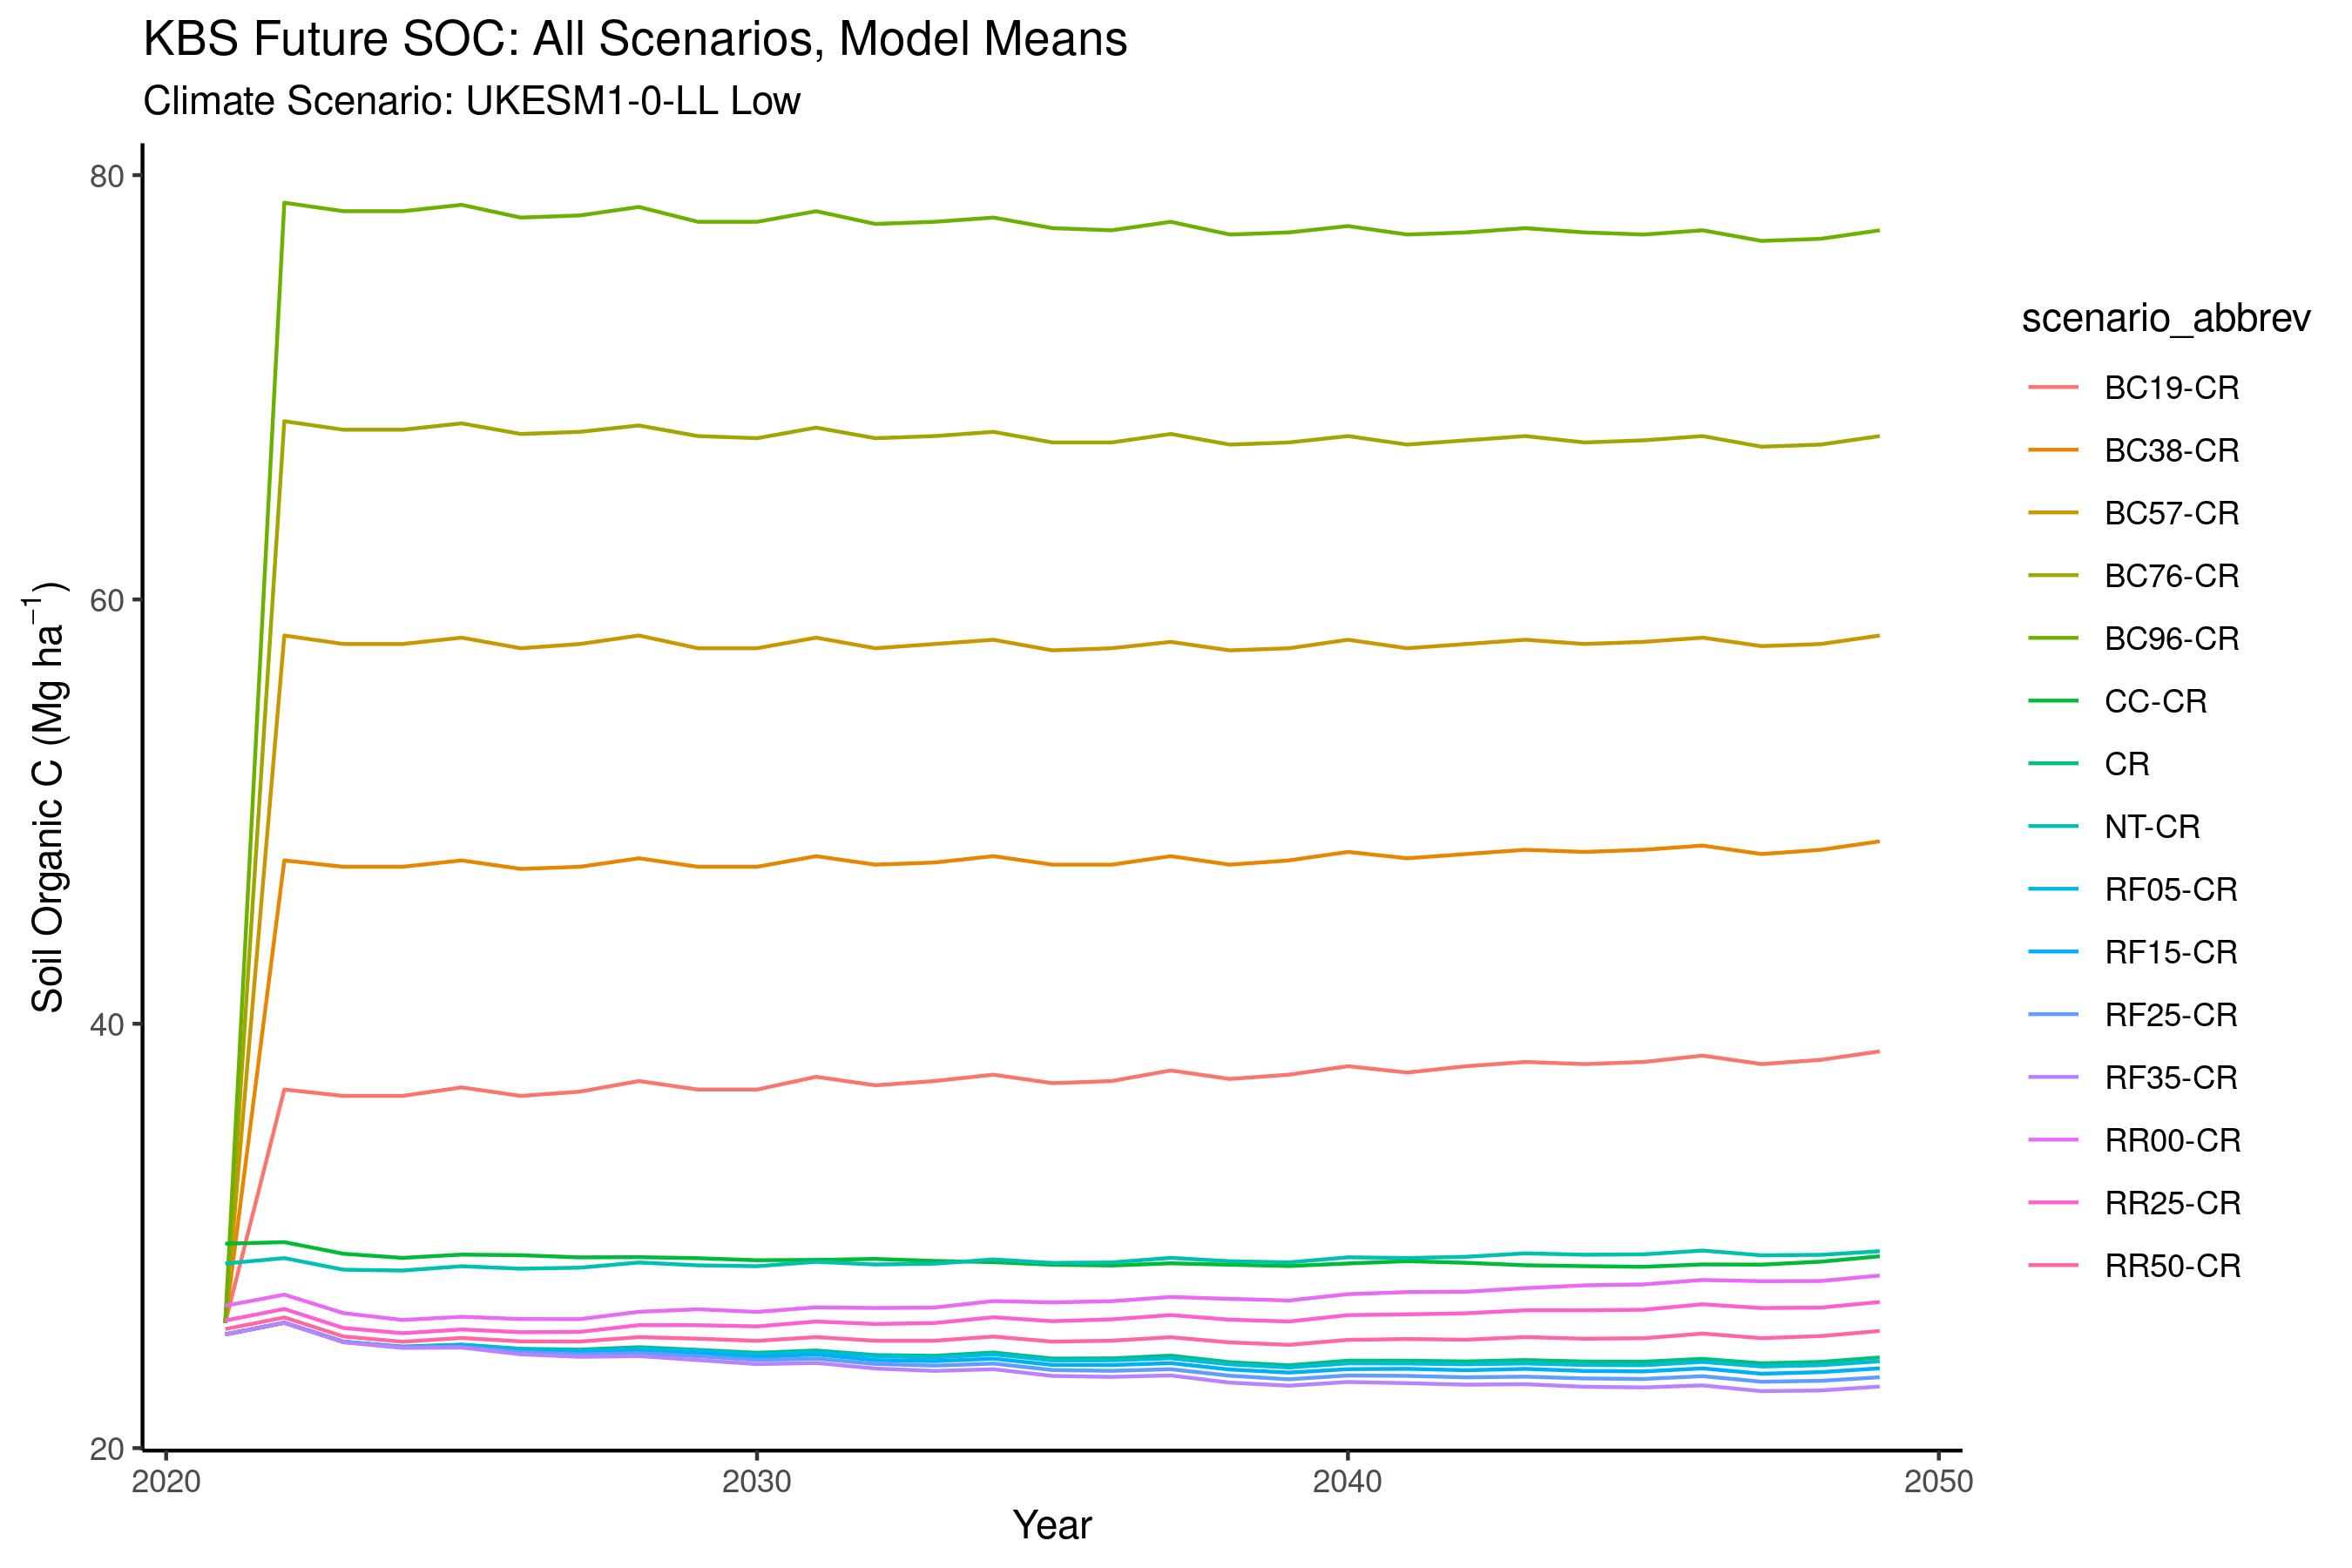 KBS Future SOC: All Scenarios, Model Means
Climate Scenario: UKESM1-0-LL Low
Soil Organic C (Mg ha⁻¹)
80
60
40
20
2020
2030
2040
2050
Year
scenario_abbrev
BC19-CR
BC38-CR
BC57-CR
BC76-CR
BC96-CR
CC-CR
CR
NT-CR
RF05-CR
RF15-CR
RF25-CR
RF35-CR
RR00-CR
RR25-CR
RR50-CR